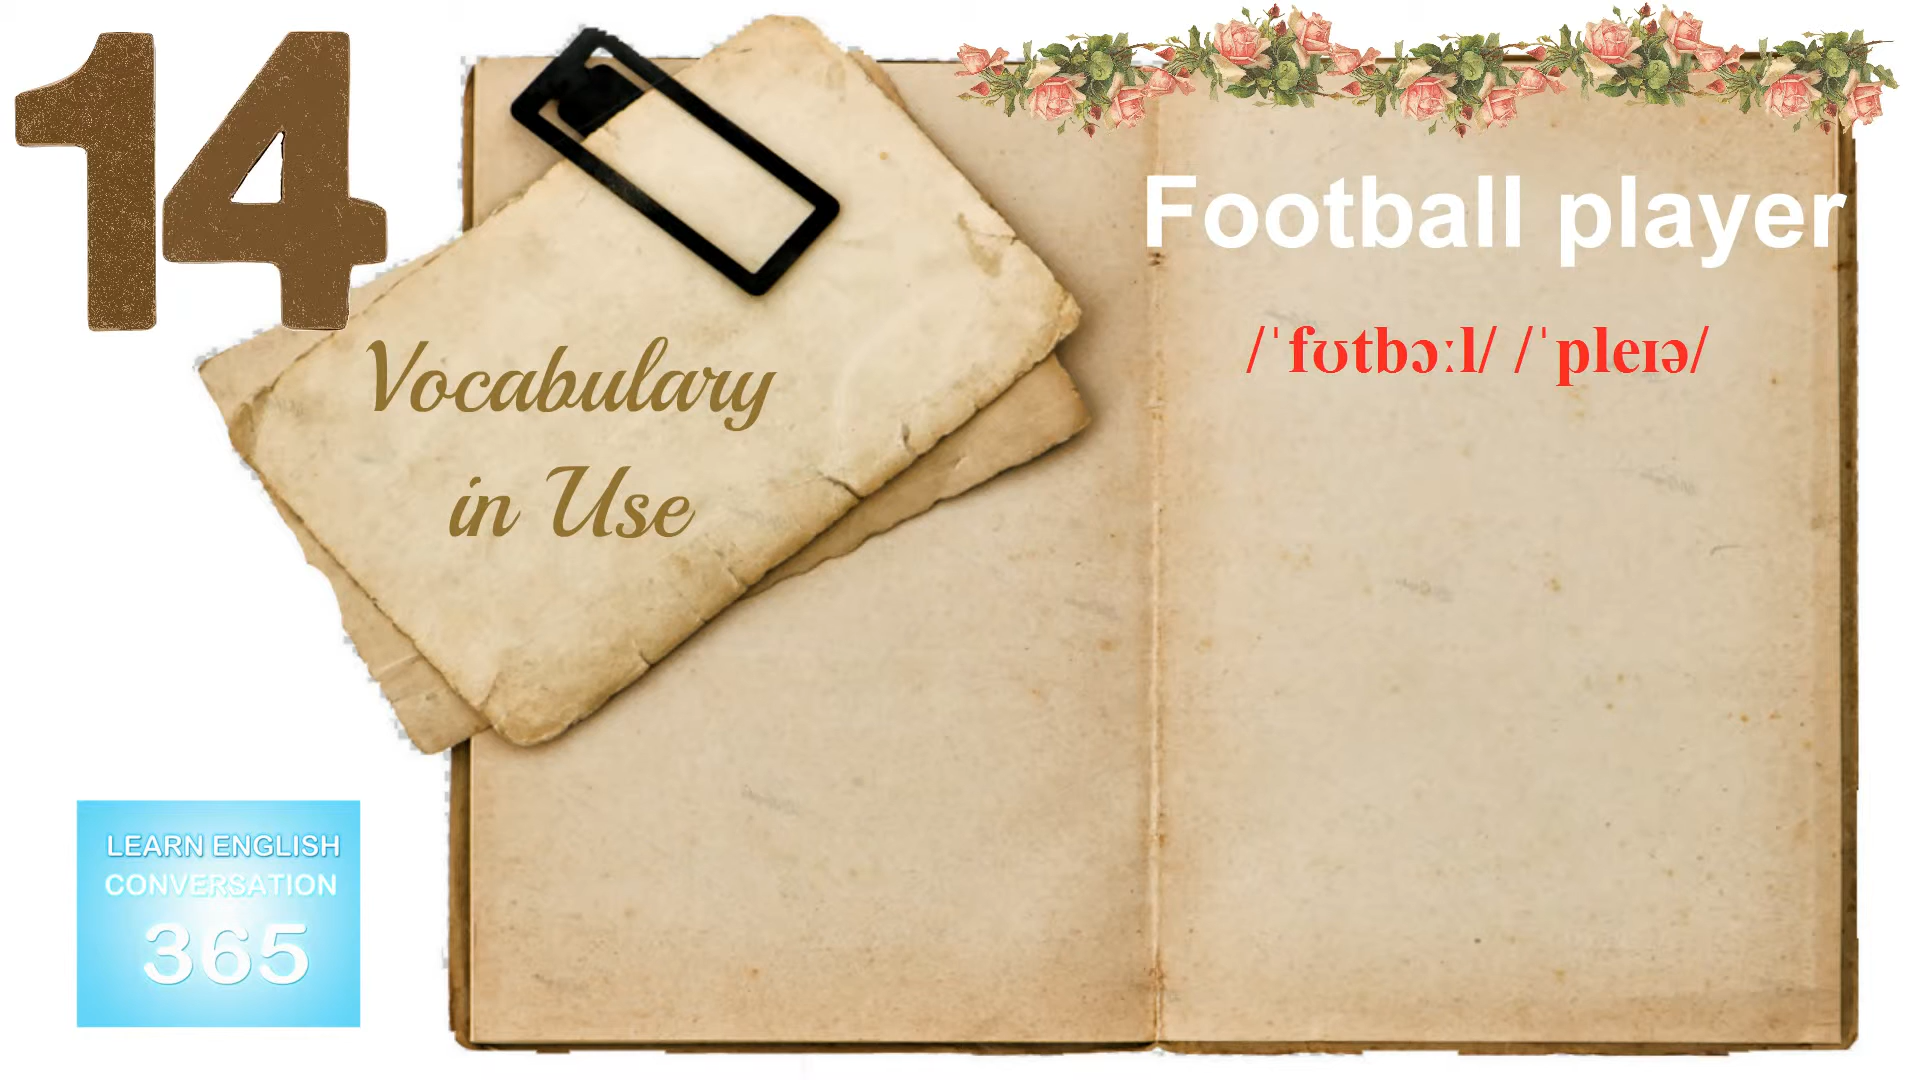 14
Football player
/ˈfʊtbɔːl/ /ˈpleɪə/
Vocabulary
in Use
LEARN ENGLISH
CONVERSATION
365